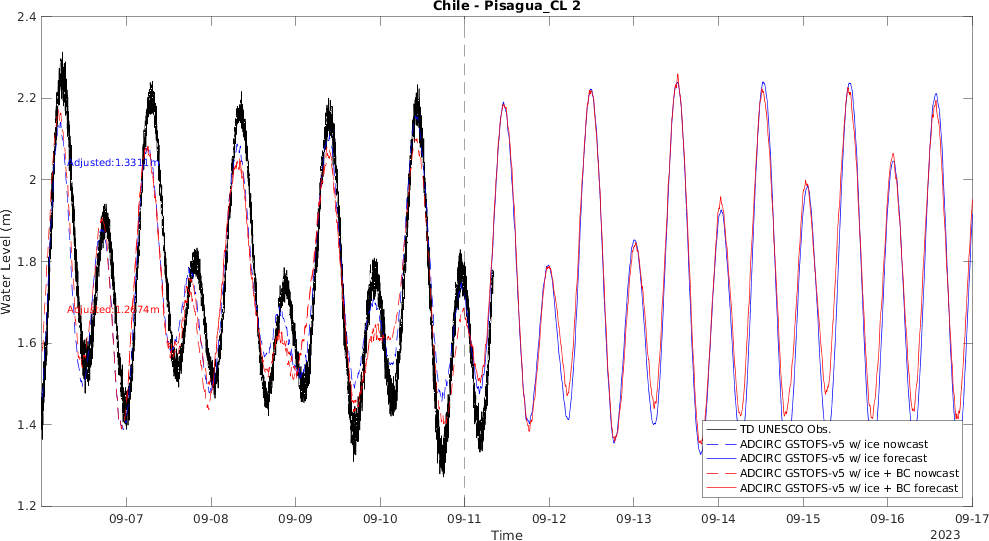 Chile - Pisagua_CL 2
2.4
2.2
2
1.8
1.6
1.4
1.2
Water Level (m)
Adjusted:1.3311m
Adjusted:1.2674m
TD UNESCO Obs.
ADCIRC GSTOFS-v5 w/ ice nowcast
ADCIRC GSTOFS-v5 w/ ice forecast
ADCIRC GSTOFS-v5 w/ ice + BC nowcast
ADCIRC GSTOFS-v5 w/ ice + BC forecast
09-07 09-08 09-09 09-10 09-11 09-12 09-13 09-14 09-15 09-16 09-17
Time
2023